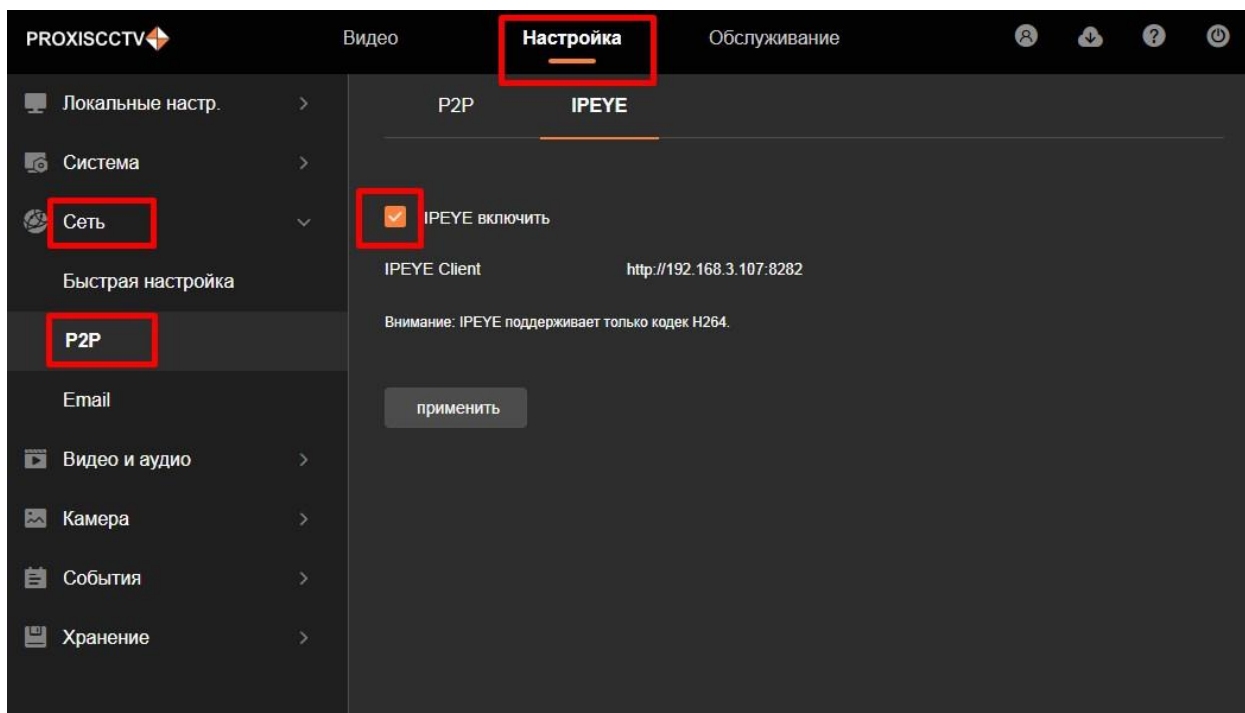 PROXISCCTV
Видео
Настройка
Обслуживание
Локальные настр.
Система
Сеть
Быстрая настройка
P2P
Email
Видео и аудио
Камера
События
Хранение
P2P
IPEYE
IPEYE включить
IPEYE Client
http://192.168.3.107:8282
Внимание: IPEYE поддерживает только кодек H264.
применить